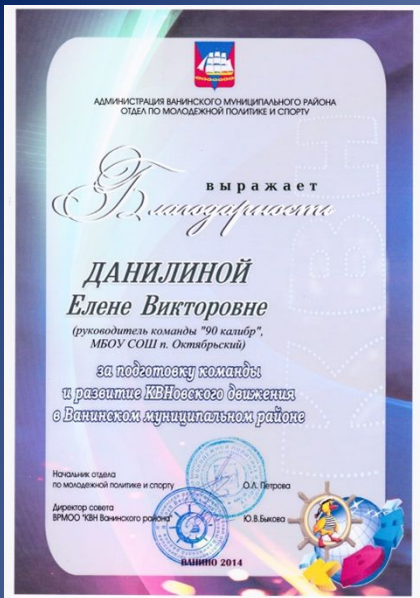 АДМИНИСТРАЦИЯ ВАНИНСКОГО МУНИЦИПАЛЬНОГО РАЙОНА
ОТДЕЛ ПО МОЛОДЕЖНОЙ ПОЛИТИКЕ И СПОРТУ
выражает
Благодарность
ДАНИЛИНОЙ
Елене Викторовне
(руководитель команды "90 калибр",
МБОУ СОШ п. Октябрьский)
за подготовку команды
и развитие КВНовского движения
в Ванинском муниципальном районе
Начальник отдела
по молодежной политике и спорту О.Л. Петрова
Директор совета
ВРМОО "КВН Ванинского района" Ю.В.Быкова
ВАНИНО 2014
КВН